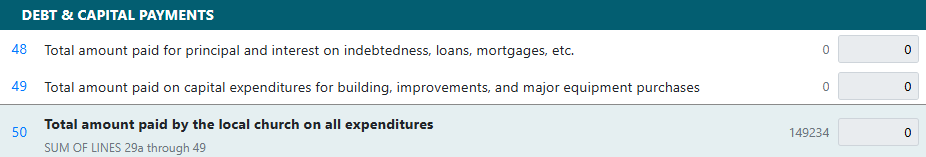 DEBT & CAPITAL PAYMENTS
48 Total amount paid for principal and interest on indebtedness, loans, mortgages, etc. 0 0
49 Total amount paid on capital expenditures for building, improvements, and major equipment purchases 0 0
50 Total amount paid by the local church on all expenditures 149234 0
SUM OF LINES 29a through 49